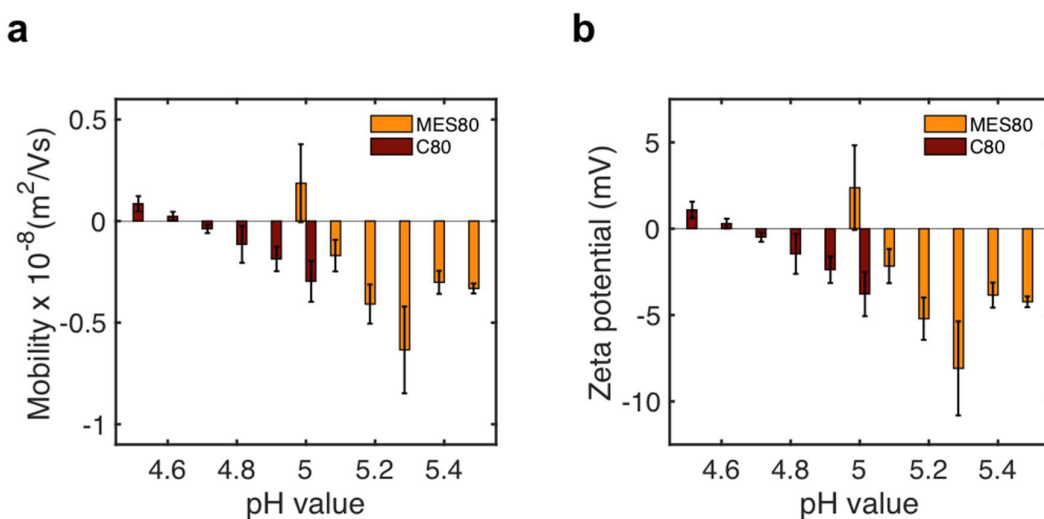 a
b
0.5
0
-0.5
-1
Mobility x 10-8(m2/Vs)
MES80
C80
4.6 4.8 5 5.2 5.4
pH value
5
0
-5
-10
Zeta potential (mV)
MES80
C80
4.6 4.8 5 5.2 5.4
pH value